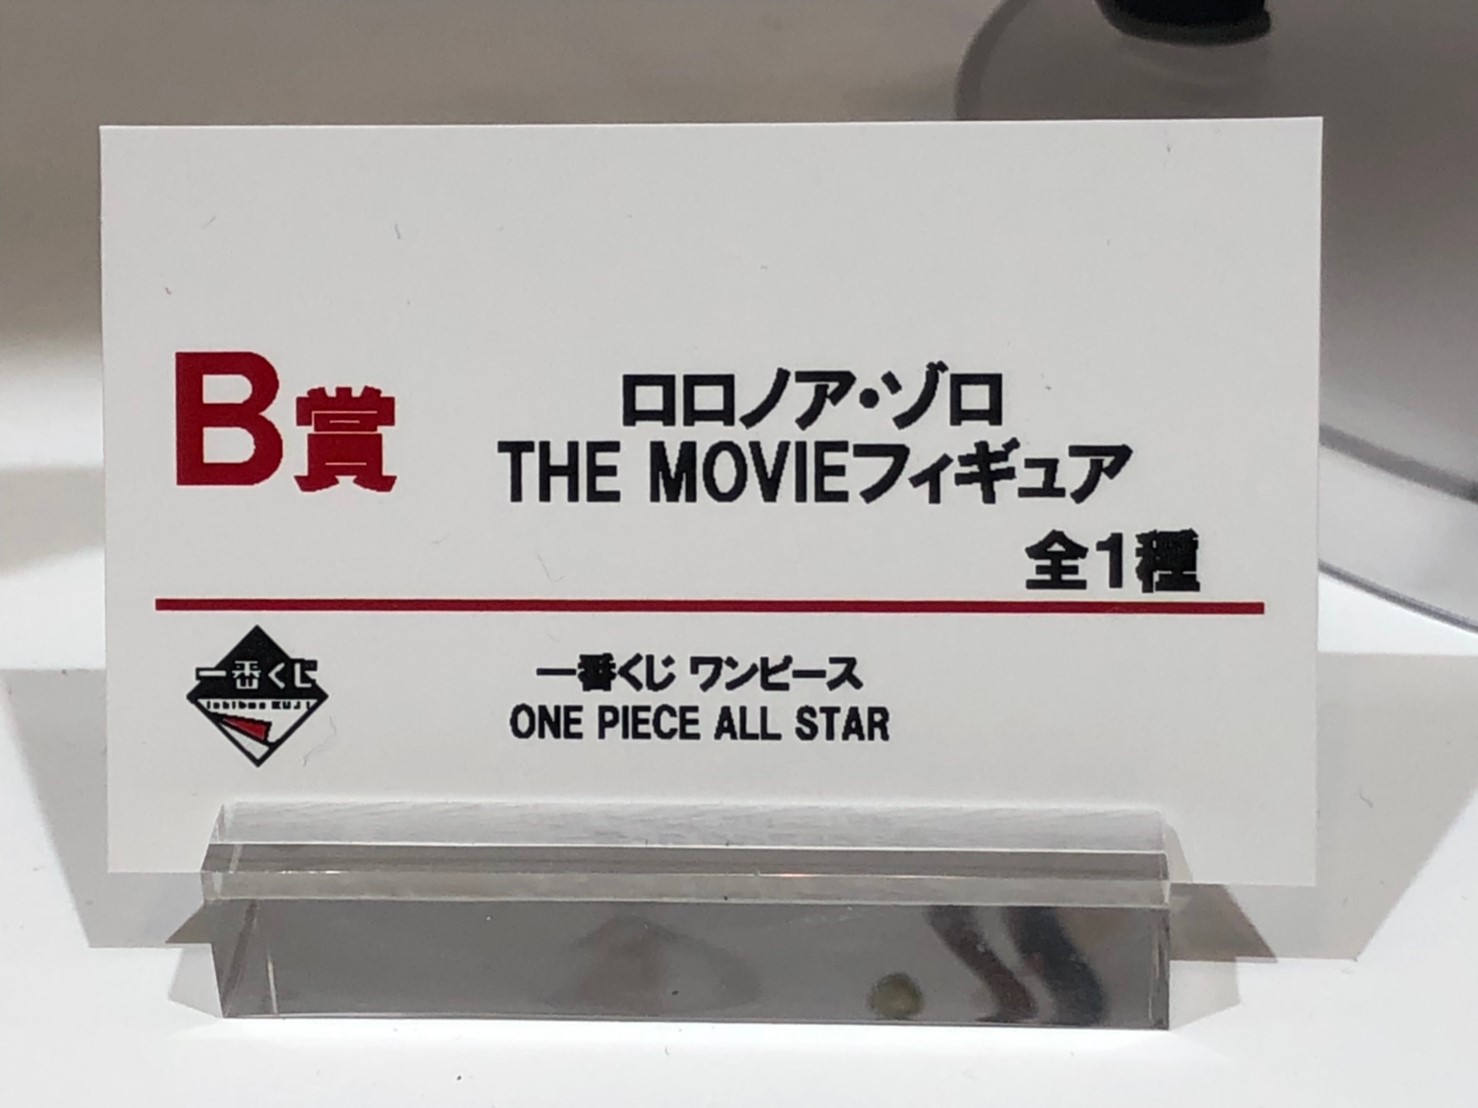 B賞
ロロノア・ゾロ
THE MOVIEフィギュア
全1種
一番くじ
Ichiban KUJI
一番くじ ワンピース
ONE PIECE ALL STAR